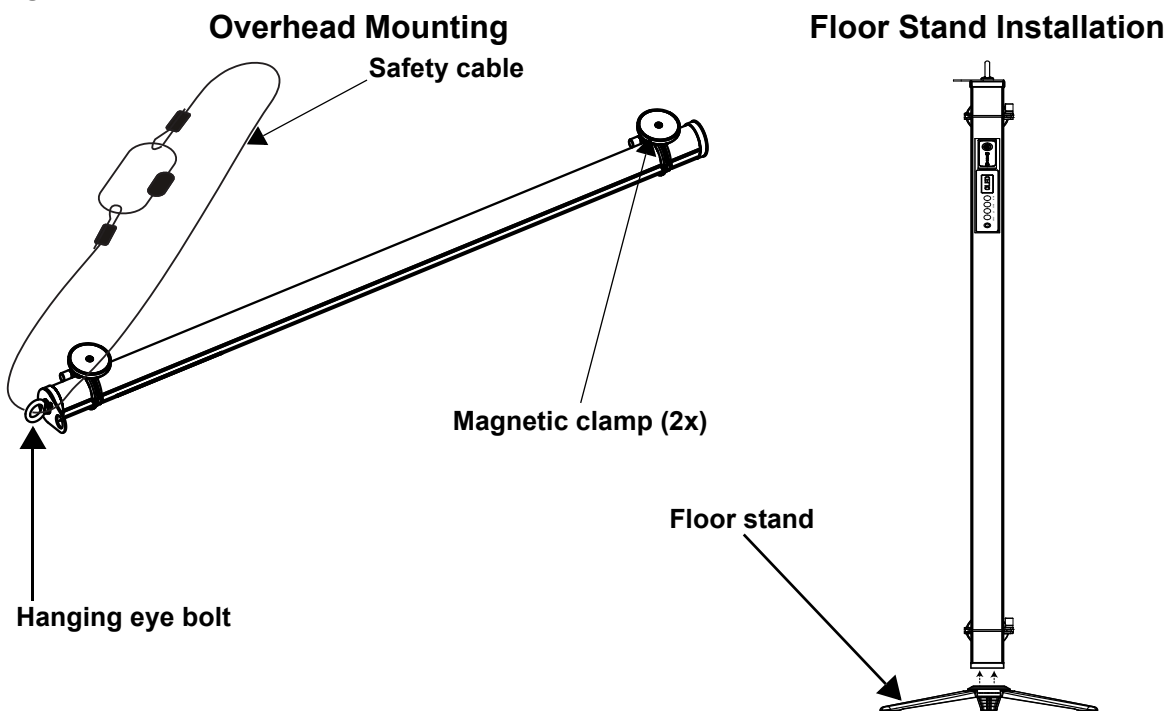 Overhead Mounting
Floor Stand Installation
Safety cable
Magnetic clamp (2x)
Floor stand
Hanging eye bolt